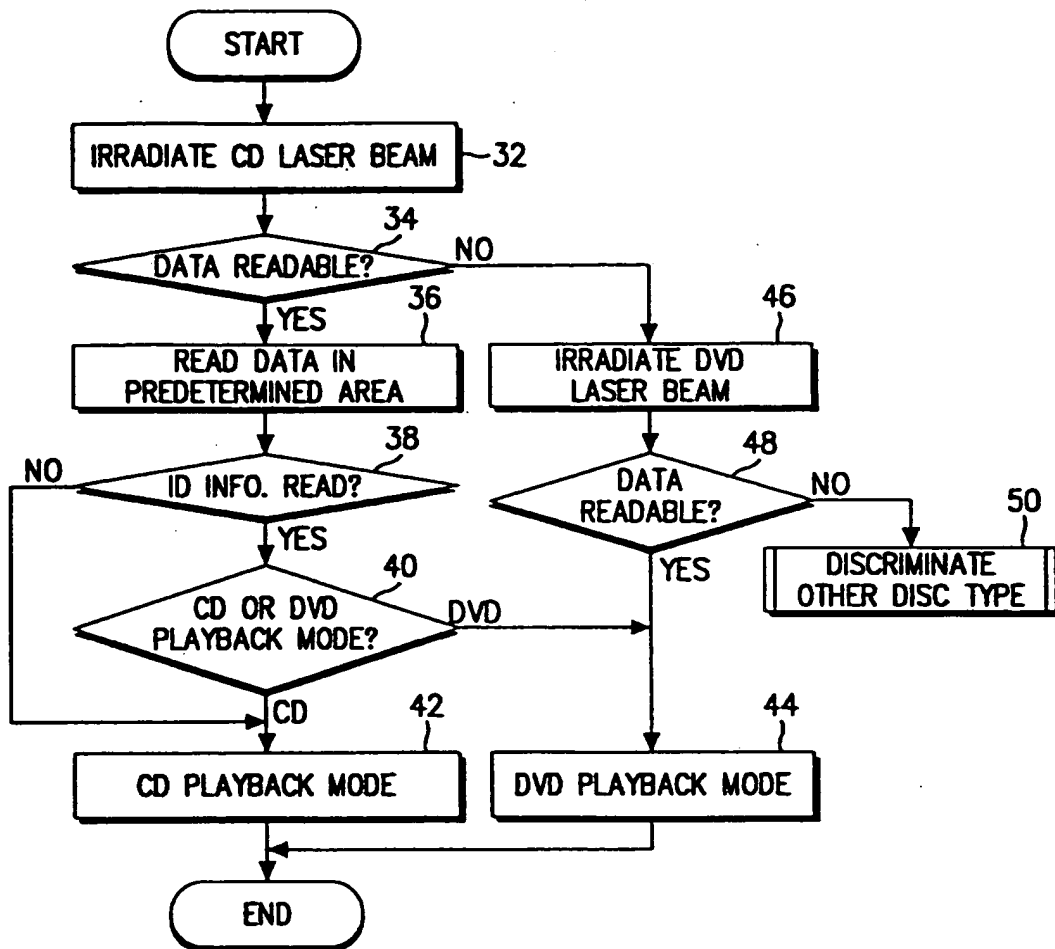 START
IRRADIATE CD LASER BEAM
32
34
DATA READABLE?
NO
YES
36
READ DATA IN
PREDETERMINED AREA
46
IRRADIATE DVD
LASER BEAM
38
NO
ID INFO. READ?
YES
48
DATA
READABLE?
NO
YES
50
DISCRIMINATE
OTHER DISC TYPE
40
CD OR DVD
PLAYBACK MODE?
DVD
CD
42
CD PLAYBACK MODE
44
DVD PLAYBACK MODE
END